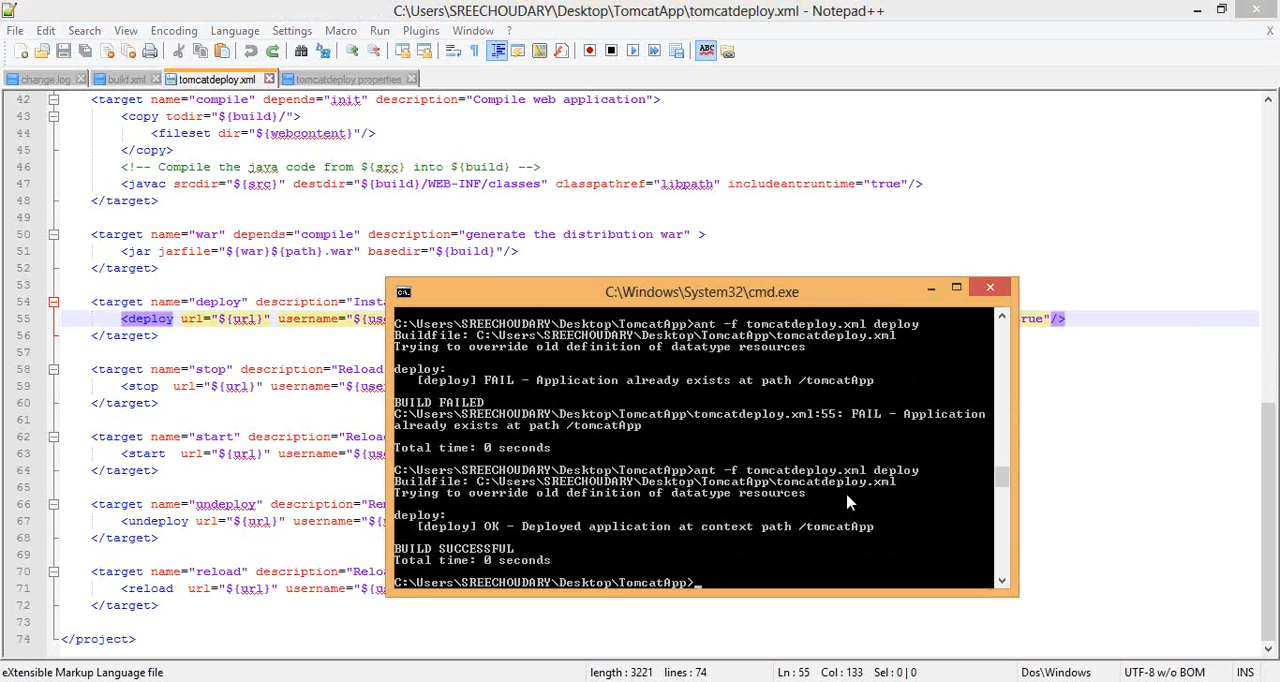 C:\Users\SREECHOUDARY\Desktop\TomcatApp\tomcatdeploy.xml - Notepad++
File Edit Search View Encoding Language Settings Macro Run Plugins Window ? X
change.log build.xml tomcatdeploy.xml tomcatdeploy.properties
42 <target name="compile" depends="init" description="Compile web application">
43 <copy todir="${build}/">
44 <fileset dir="${webcontent}"/>
45 </copy>
46 <!-- Compile the java code from ${src} into ${build} -->
47 <javac srcdir="${src}" destdir="${build}/WEB-INF/classes" classpathref="libpath" includeantruntime="true"/>
48 </target>
49
50 <target name="war" depends="compile" description="generate the distribution war" >
51 <jar jarfile="${war}${path}.war" basedir="${build}"/>
52 </target>
53
54 <target name="deploy" description="Insta
55 <deploy url="${url}" username="${use rue"/>
56 </target>
57
58 <target name="stop" description="Reload
59 <stop url="${url}" username="${user
60 </target>
61
62 <target name="start" description="Reloa
63 <start url="${url}" username="${use
64 </target>
65
66 <target name="undeploy" description="Re
67 <undeploy url="${url}" username="${
68 </target>
69
70 <target name="reload" description="Relo
71 <reload url="${url}" username="${us
72 </target>
73
74 </project>
C:\Windows\System32\cmd.exe
C:\Users\SREECHOUDARY\Desktop\TomcatApp>ant -f tomcatdeploy.xml deploy
Buildfile: C:\Users\SREECHOUDARY\Desktop\TomcatApp\tomcatdeploy.xml
Trying to override old definition of datatype resources
deploy:
[deploy] FAIL - Application already exists at path /tomcatApp
BUILD FAILED
C:\Users\SREECHOUDARY\Desktop\TomcatApp\tomcatdeploy.xml:55: FAIL - Application
already exists at path /tomcatApp
Total time: 0 seconds
C:\Users\SREECHOUDARY\Desktop\TomcatApp>ant -f tomcatdeploy.xml deploy
Buildfile: C:\Users\SREECHOUDARY\Desktop\TomcatApp\tomcatdeploy.xml
Trying to override old definition of datatype resources
deploy:
[deploy] OK - Deployed application at context path /tomcatApp
BUILD SUCCESSFUL
Total time: 0 seconds
C:\Users\SREECHOUDARY\Desktop\TomcatApp>_
eXtensible Markup Language file length : 3221 lines : 74 Ln : 55 Col : 133 Sel : 0 | 0 Dos\Windows UTF-8 w/o BOM INS